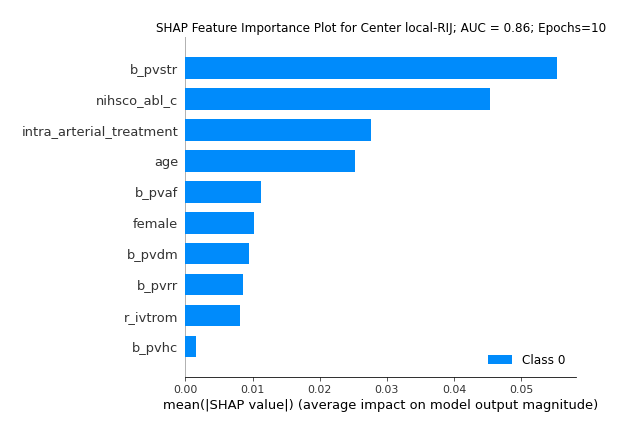 SHAP Feature Importance Plot for Center local-RIJ; AUC = 0.86; Epochs=10
b_pvstr
nihsco_abl_c
intra_arterial_treatment
age
b_pvaf
female
b_pvdm
b_pvrr
r_ivtrom
b_pvhc
Class 0
0.00 0.01 0.02 0.03 0.04 0.05
mean(|SHAP value|) (average impact on model output magnitude)